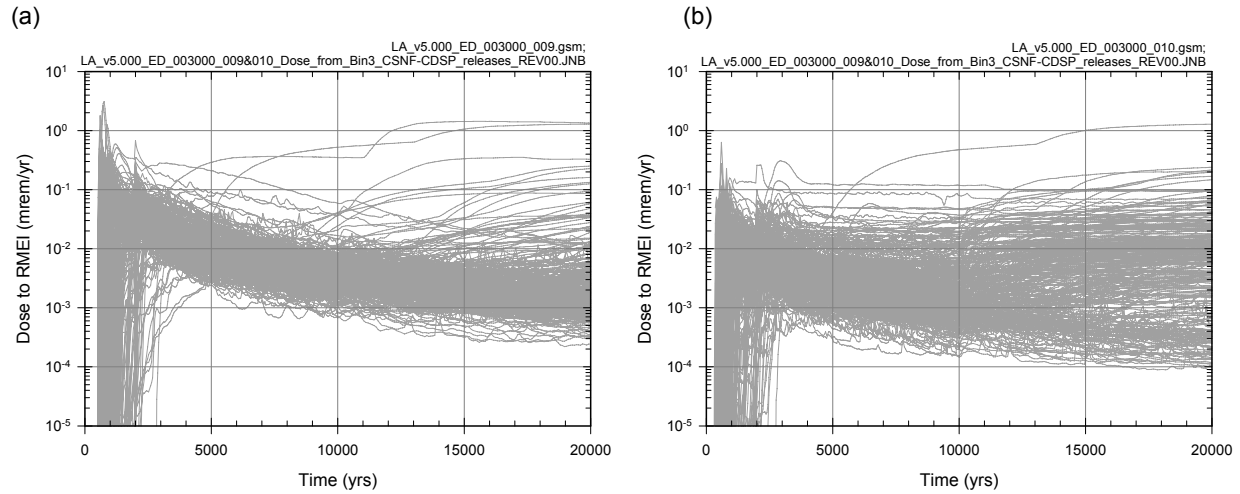 (a)
LA_v5.000_ED_003000_009.gsm;
LA_v5.000_ED_003000_009&010_Dose_from_Bin3_CSNF-CDSP_releases_REV00.JNB
10^1
10^0
10^-1
10^-2
10^-3
10^-4
10^-5
Dose to RMEI (mrem/yr)
0 5000 10000 15000 20000
Time (yrs)
(b)
LA_v5.000_ED_003000_010.gsm;
LA_v5.000_ED_003000_009&010_Dose_from_Bin3_CSNF-CDSP_releases_REV00.JNB
10^1
10^0
10^-1
10^-2
10^-3
10^-4
10^-5
Dose to RMEI (mrem/yr)
0 5000 10000 15000 20000
Time (yrs)